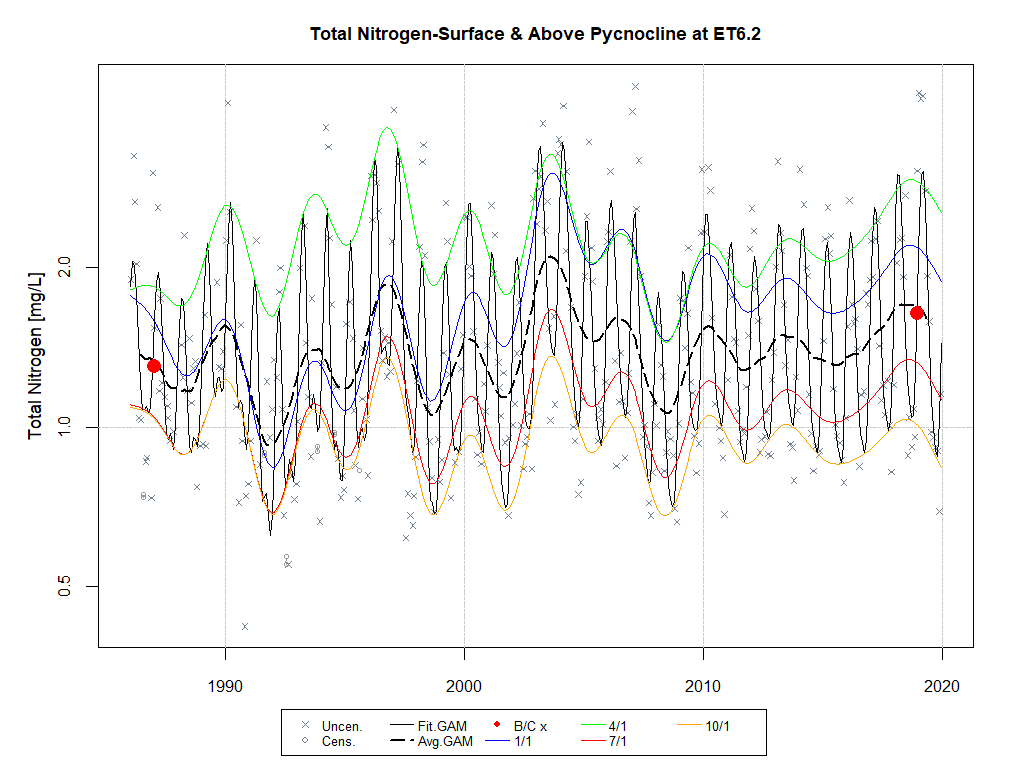 Total Nitrogen-Surface & Above Pycnocline at ET6.2
Total Nitrogen [mg/L]
2.0
1.0
0.5
1990 2000 2010 2020
Uncen. Fit.GAM B/C x 4/1 10/1
Cens. Avg.GAM 1/1 7/1